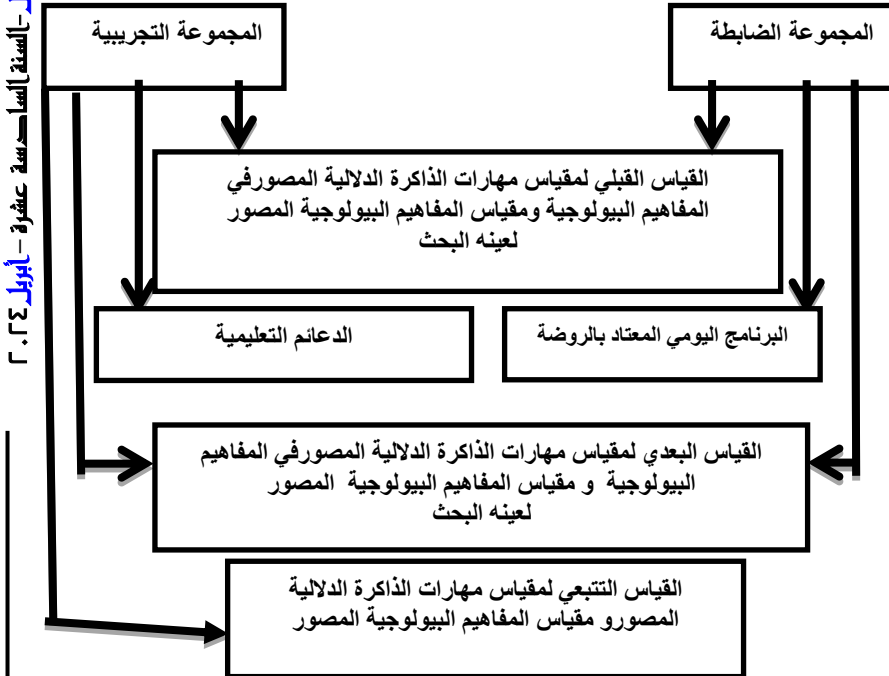 المجموعة الضابطة
المجموعة التجريبية
القياس القبلي لمقياس مهارات الذاكرة الدلالية المصورفي
المفاهيم البيولوجية ومقياس المفاهيم البيولوجية المصور
لعينه البحث
البرنامج اليومي المعتاد بالروضة
الدعائم التعليمية
القياس البعدي لمقياس مهارات الذاكرة الدلالية المصورفي المفاهيم
البيولوجية و مقياس المفاهيم البيولوجية المصور
لعينه البحث
القياس التتبعي لمقياس مهارات الذاكرة الدلالية
المصورو مقياس المفاهيم البيولوجية المصور
-السنة السادسة عشرة - أبريل ٢٠٢٤